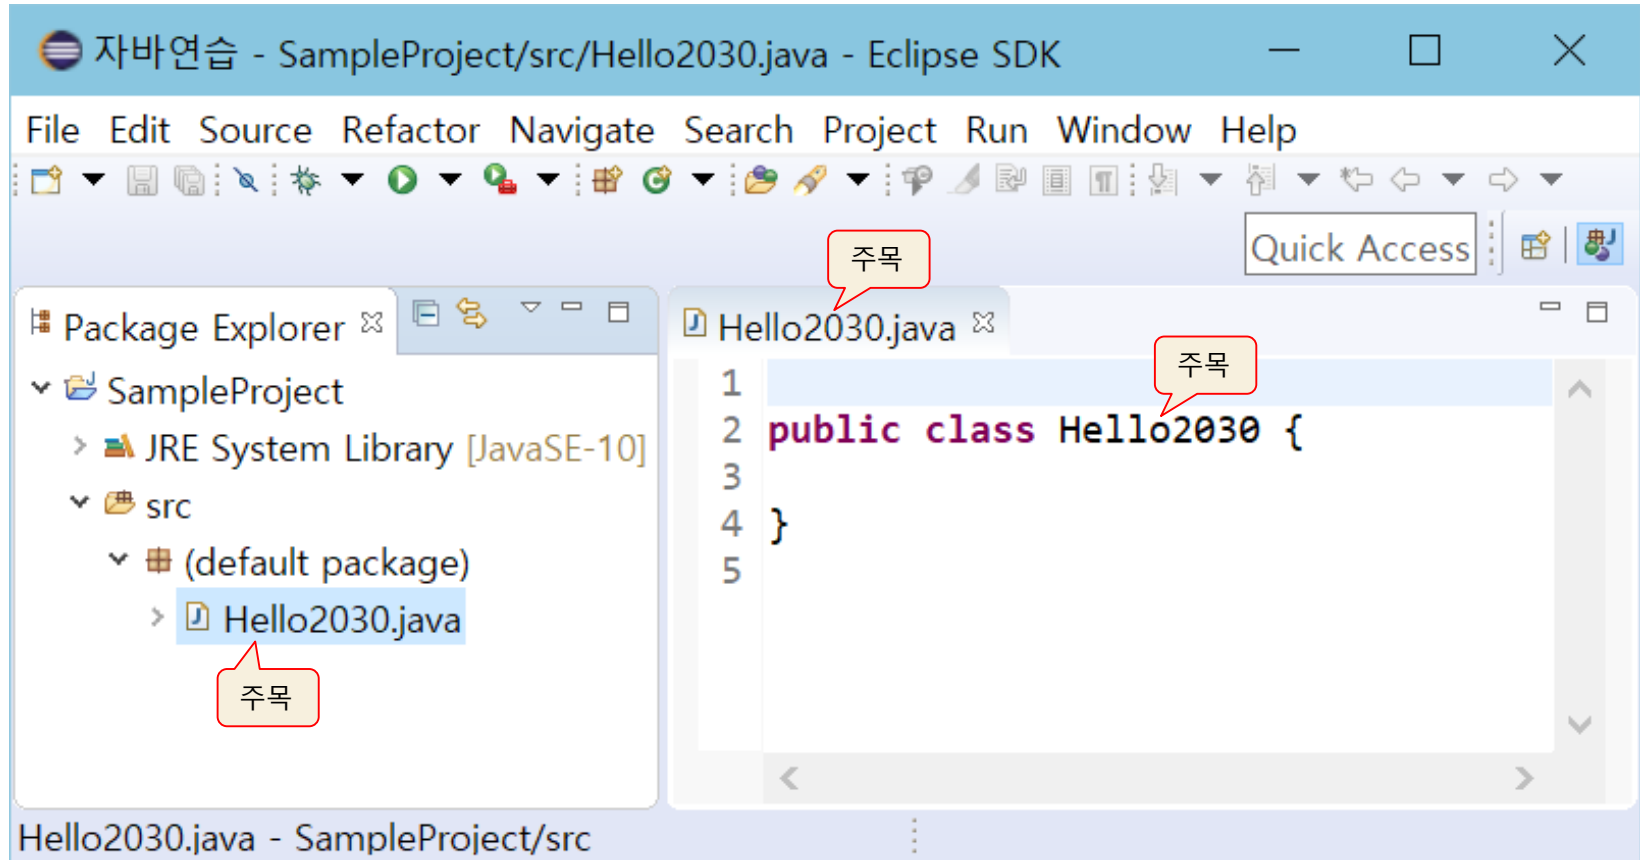 자바연습 - SampleProject/src/Hello2030.java - Eclipse SDK
File Edit Source Refactor Navigate Search Project Run Window Help
Quick Access
주목
Package Explorer
SampleProject
JRE System Library [JavaSE-10]
src
(default package)
Hello2030.java
주목
Hello2030.java
주목
1
2 public class Hello2030 {
3
4 }
5
Hello2030.java - SampleProject/src